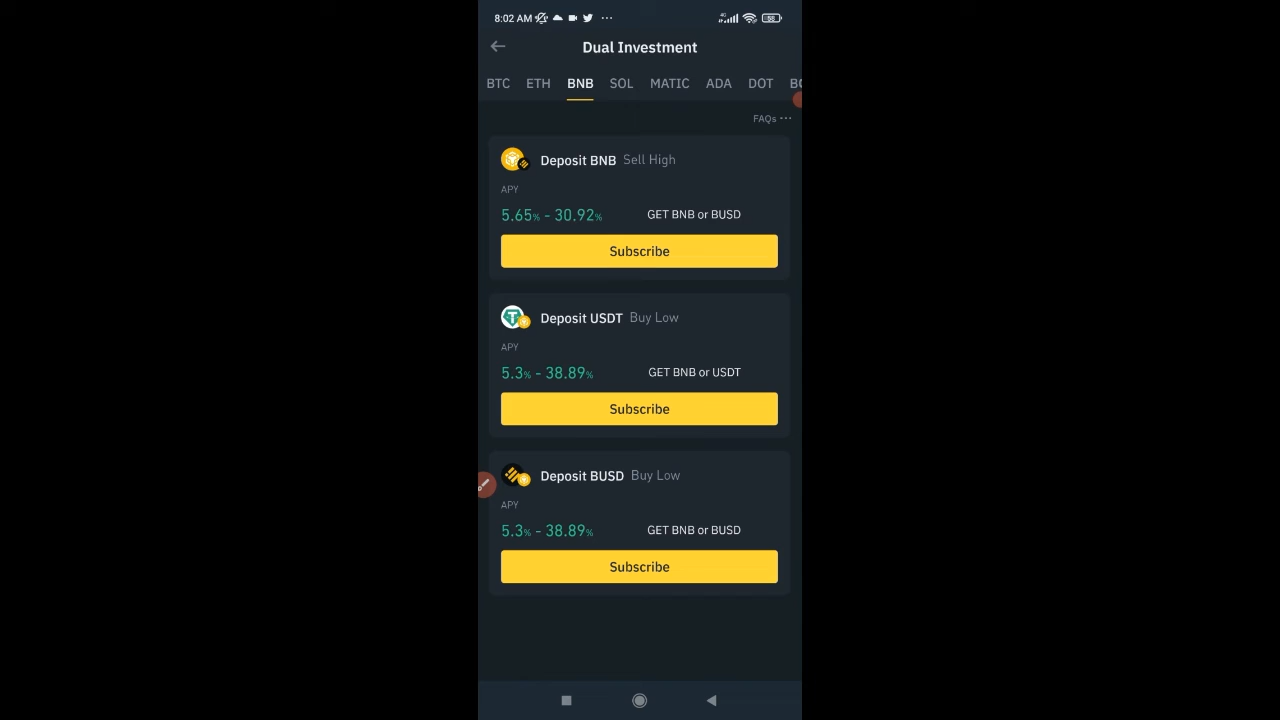 8:02 AM
4G
58
Dual Investment
BTC ETH BNB SOL MATIC ADA DOT
FAQs ···
Deposit BNB Sell High
APY
5.65% - 30.92% GET BNB or BUSD
Subscribe
Deposit USDT Buy Low
APY
5.3% - 38.89% GET BNB or USDT
Subscribe
Deposit BUSD Buy Low
APY
5.3% - 38.89% GET BNB or BUSD
Subscribe